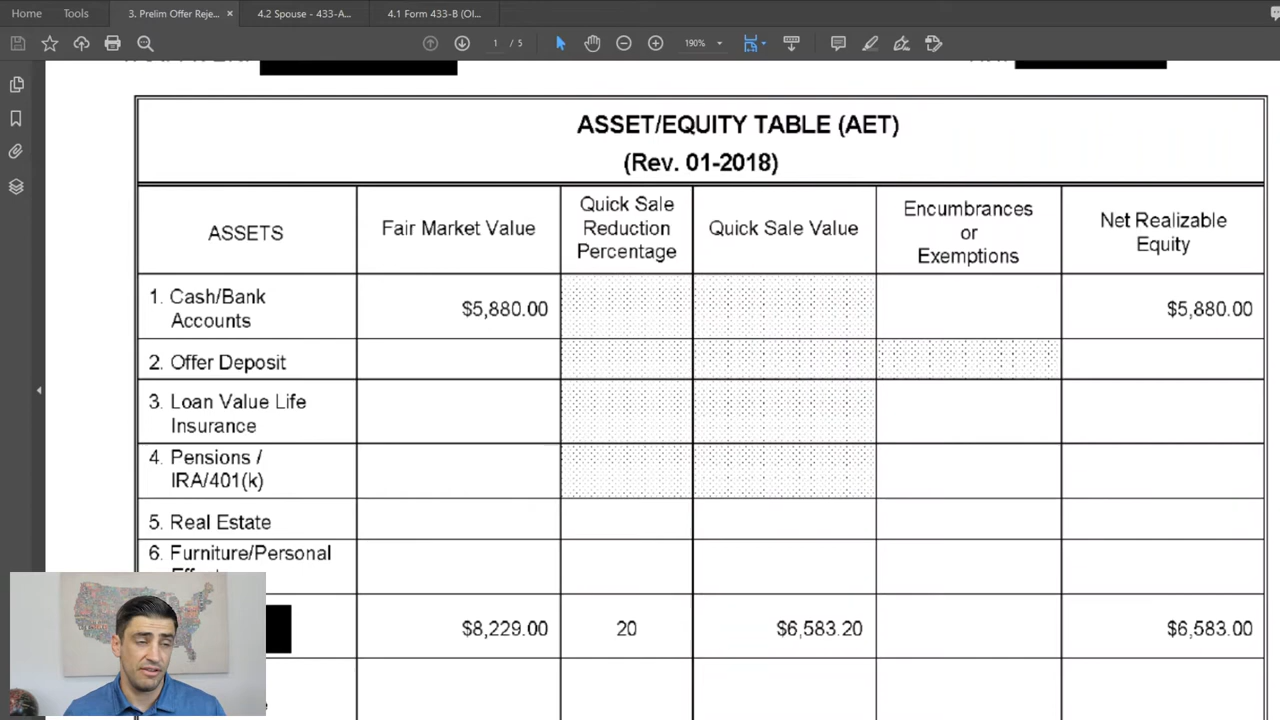 Home Tools 3. Prelim Offer Reje... × 4.2 Spouse - 433-A... 4.1 Form 433-B (OI...
1 / 5 190%
ASSET/EQUITY TABLE (AET)
(Rev. 01-2018)
ASSETS
Fair Market Value
Quick Sale
Reduction
Percentage
Quick Sale Value
Encumbrances
or
Exemptions
Net Realizable
Equity
1. Cash/Bank
Accounts
$5,880.00
$5,880.00
2. Offer Deposit
3. Loan Value Life
Insurance
4. Pensions /
IRA/401(k)
5. Real Estate
6. Furniture/Personal
$8,229.00
20
$6,583.20
$6,583.00